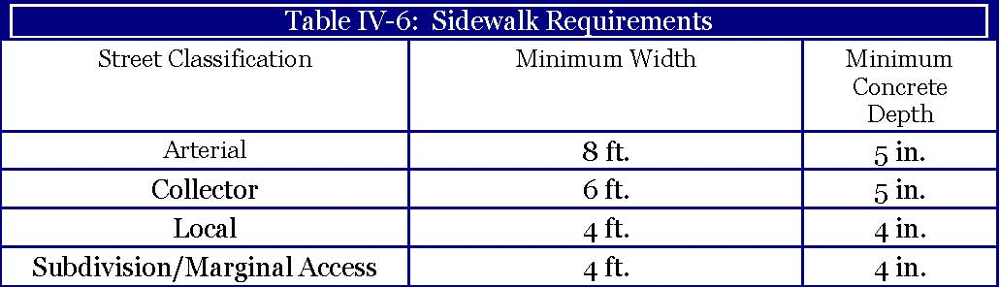 Table IV-6: Sidewalk Requirements
Street Classification Minimum Width Minimum
Concrete
Depth
Arterial 8 ft. 5 in.
Collector 6 ft. 5 in.
Local 4 ft. 4 in.
Subdivision/Marginal Access 4 ft. 4 in.